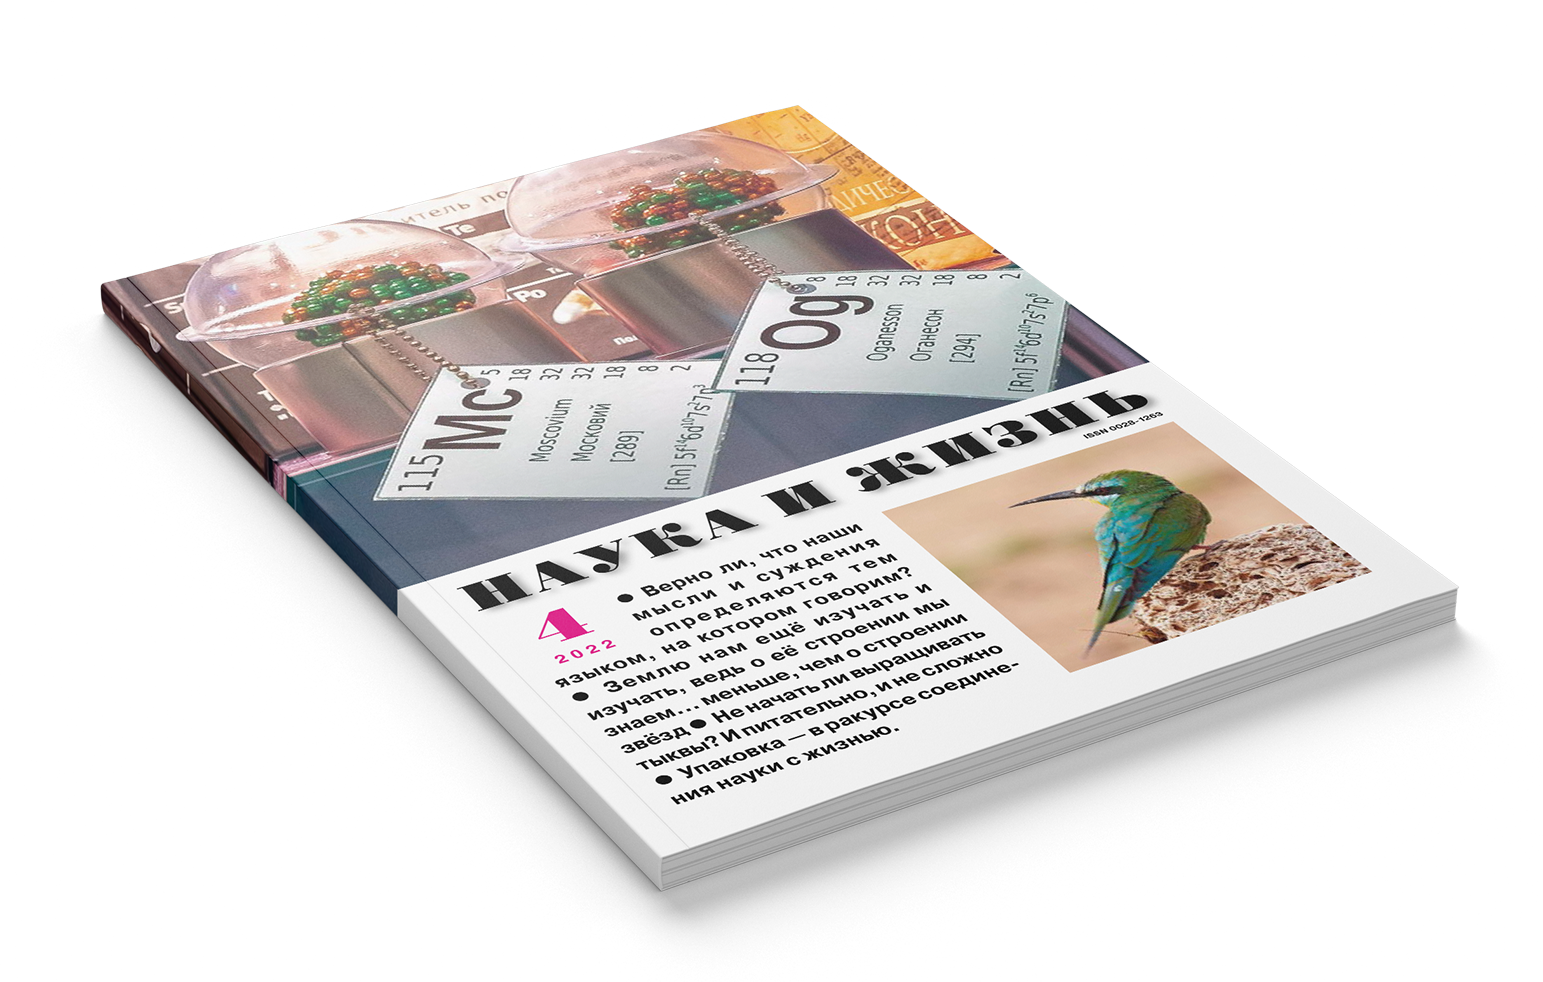 итель по
Te
Po
115
Mc
5
18
32
32
18
8
2
Moscovium
Московий
[289]
[Rn] 5f¹⁴6d¹⁰7s²7p³
118
Og
8
18
32
32
18
8
2
Oganesson
Оганесон
[294]
[Rn] 5f¹⁴6d¹⁰7s²7p⁶
НАУКА И ЖИЗНЬ
ISSN 0028-1263
4
2022
● Верно ли, что наши
мысли и суждения
определяются тем
языком, на котором говорим?
● Землю нам ещё изучать и
изучать, ведь о её строении мы
знаем... меньше, чем о строении
звёзд ● Не начать ли выращивать
тыквы? И питательно, и не сложно
● Упаковка — в ракурсе соедине-
ния науки с жизнью.